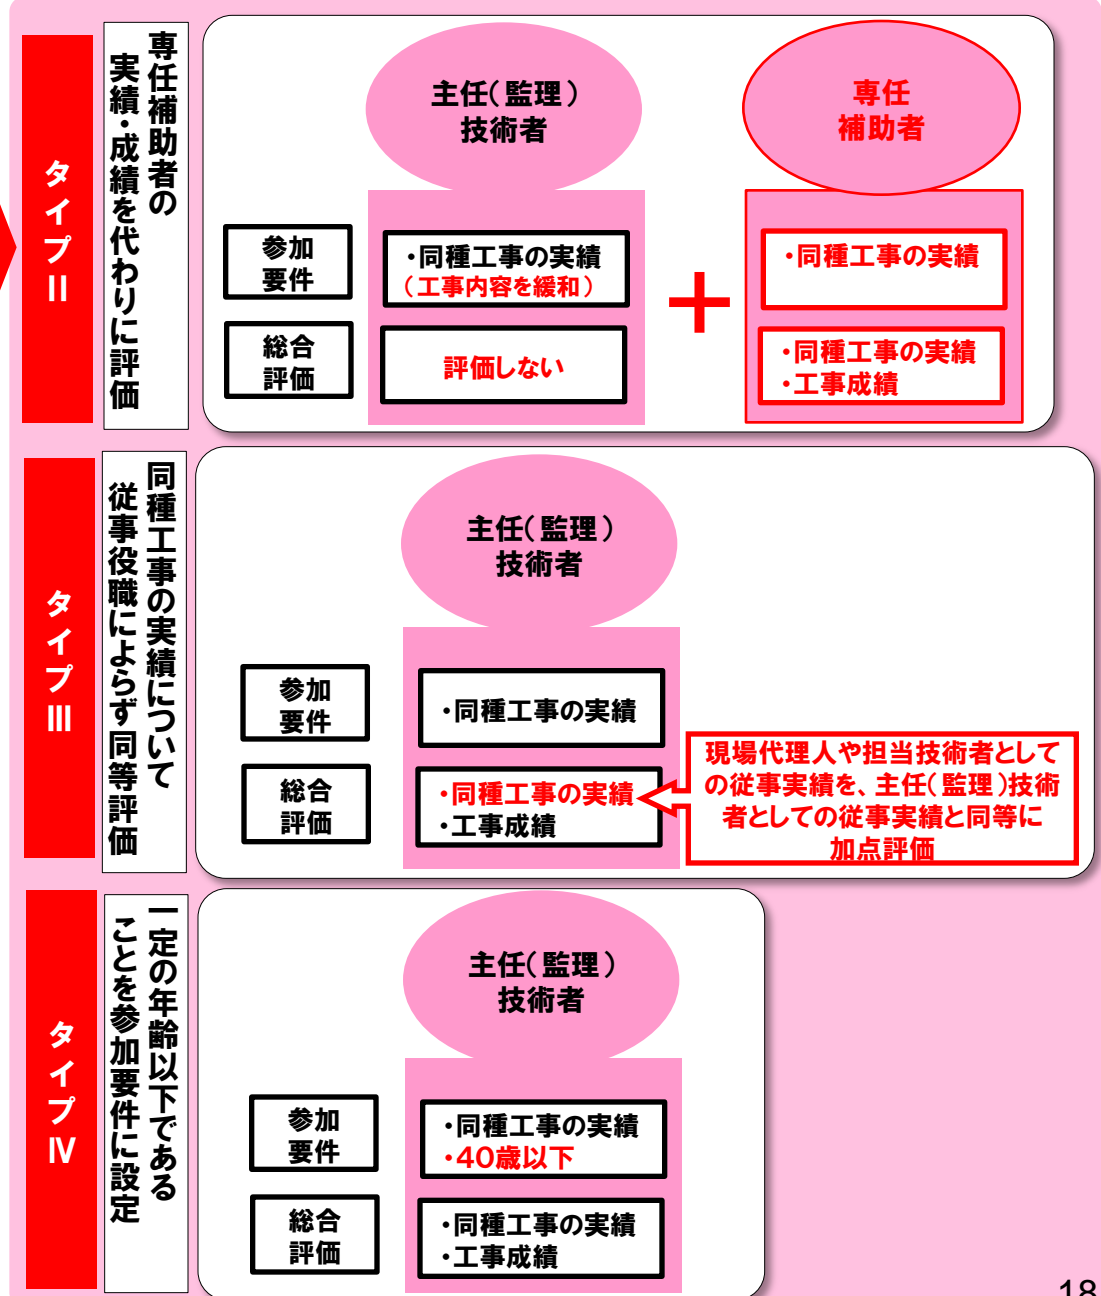 タイプⅡ
専任補助者の
実績・成績を代わりに評価
主任(監理)
技術者
専任
補助者
参加
要件
・同種工事の実績
(工事内容を緩和)
＋
・同種工事の実績
総合
評価
評価しない
・同種工事の実績
・工事成績
タイプⅢ
同種工事の実績について
従事役職によらず同等評価
主任(監理)
技術者
参加
要件
・同種工事の実績
総合
評価
・同種工事の実績
・工事成績
現場代理人や担当技術者として
の従事実績を、主任(監理)技術
者としての従事実績と同等に
加点評価
タイプⅣ
一定の年齢以下である
ことを参加要件に設定
主任(監理)
技術者
参加
要件
・同種工事の実績
・40歳以下
総合
評価
・同種工事の実績
・工事成績
18